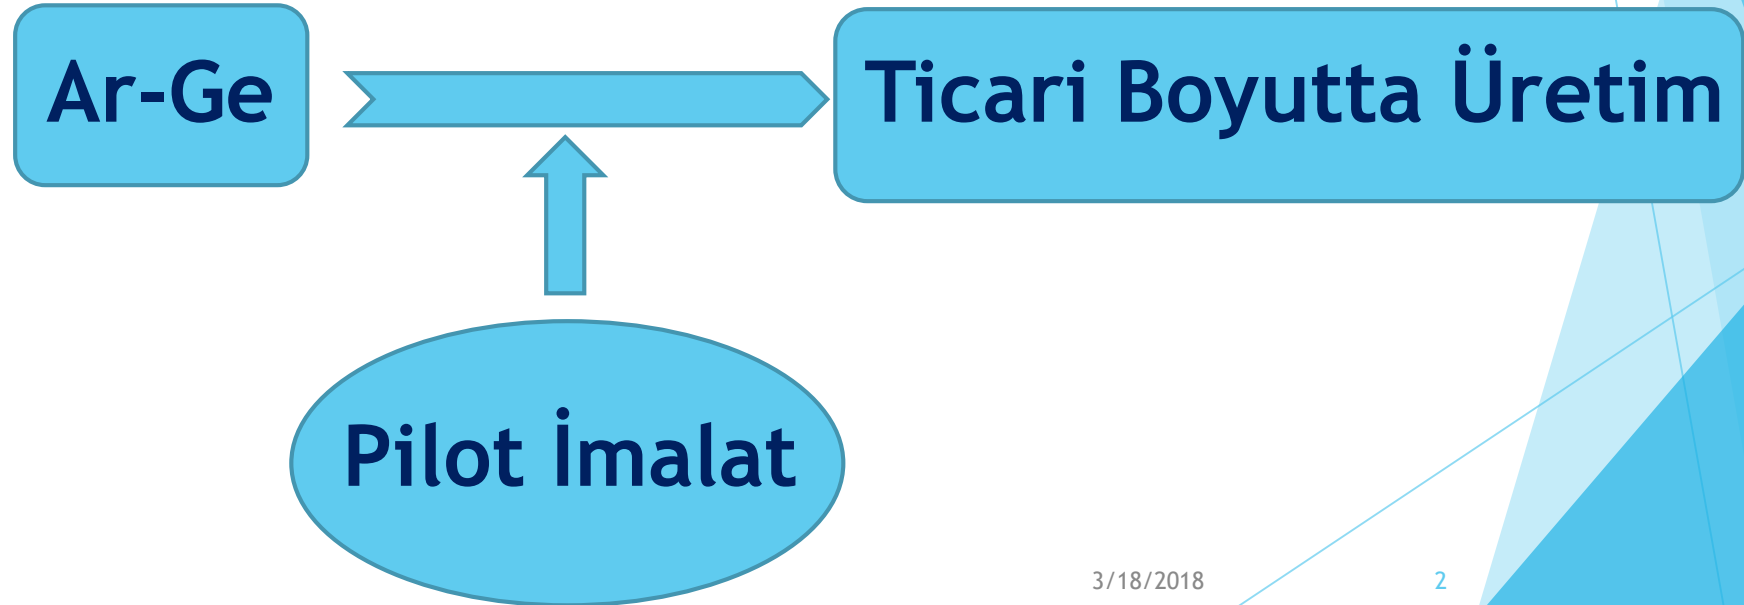 Ar-Ge
Ticari Boyutta Üretim
Pilot İmalat
3/18/2018
2